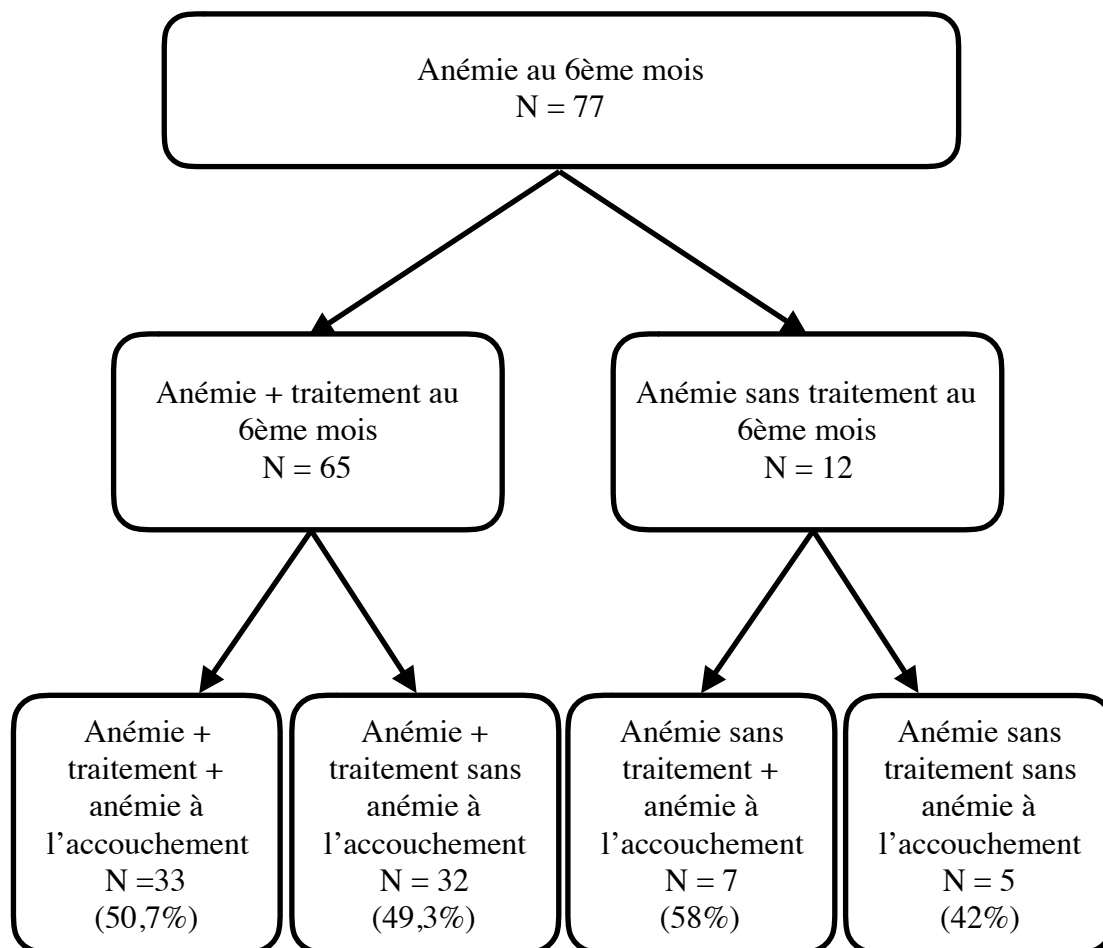 Anémie au 6ème mois
N = 77
Anémie + traitement au
6ème mois
N = 65
Anémie sans traitement au
6ème mois
N = 12
Anémie +
traitement +
anémie à
l’accouchement
N =33
(50,7%)
Anémie +
traitement sans
anémie à
l’accouchement
N = 32
(49,3%)
Anémie sans
traitement +
anémie à
l’accouchement
N = 7
(58%)
Anémie sans
traitement sans
anémie à
l’accouchement
N = 5
(42%)